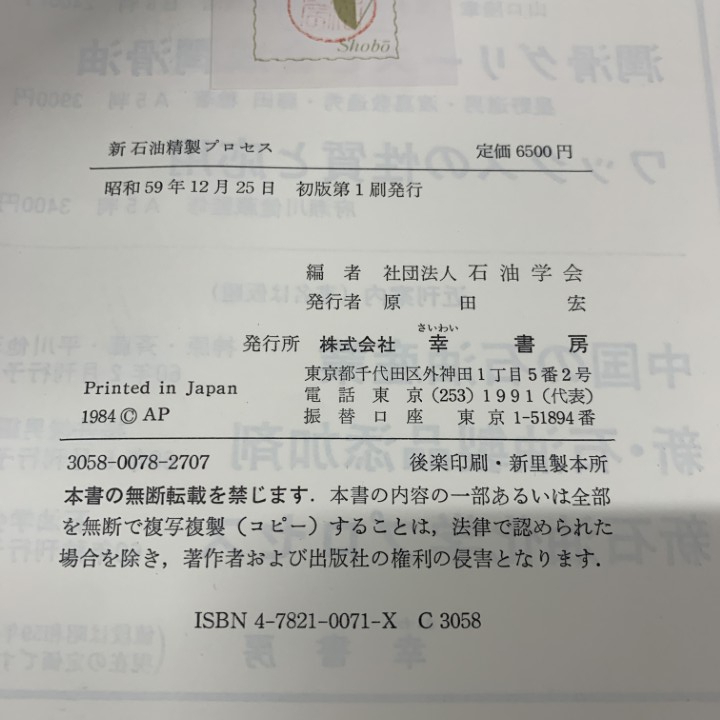 Shobō
新 石油精製プロセス 定価 6500円
昭和 59 年 12 月 25 日 初版第 1 刷発行
編 者 社団法人 石 油 学 会
発行者 原 田 宏
さいわい
発行所 株式会社 幸 書 房
東京都千代田区外神田 1 丁目 5 番 2 号
Printed in Japan 電 話 東 京 (253) 1991 (代表)
1984 © AP 振 替 口 座 東 京 1-51894 番
3058-0078-2707 後楽印刷・新里製本所
本書の無断転載を禁じます. 本書の内容の一部あるいは全部
を無断で複写複製 (コピー) することは, 法律で認められた
場合を除き, 著作者および出版社の権利の侵害となります.
ISBN 4-7821-0071-X C 3058